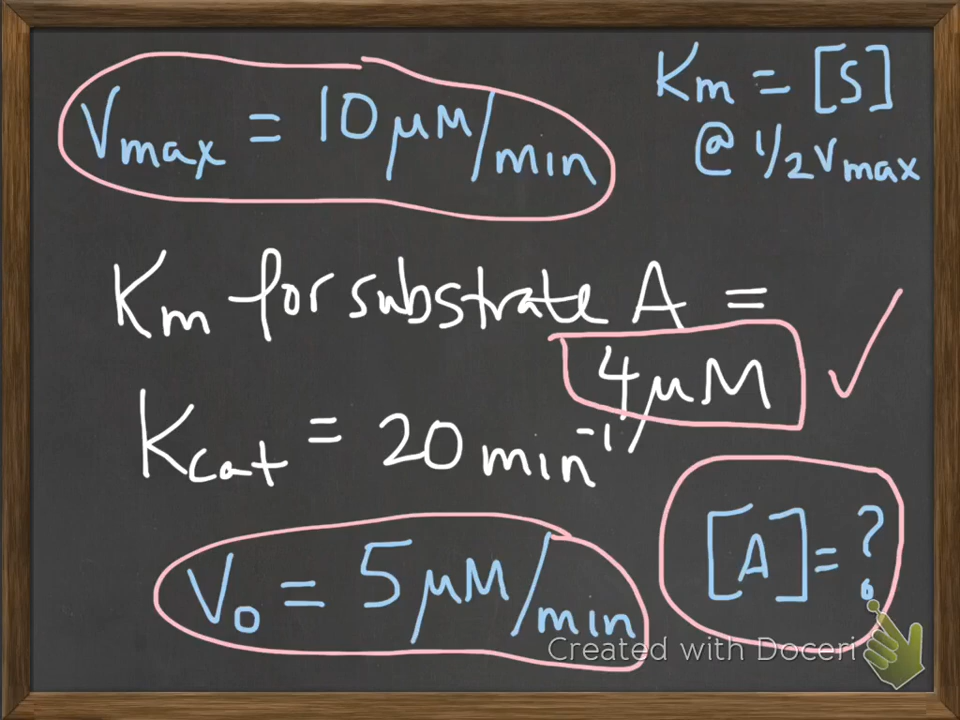 Vmax = 10 μM/min
Km = [S]
@ 1/2 Vmax
Km for substrate A =
4 μM
Kcat = 20 min⁻¹
[A] = ?
V₀ = 5 μM/min
Created with Doceri